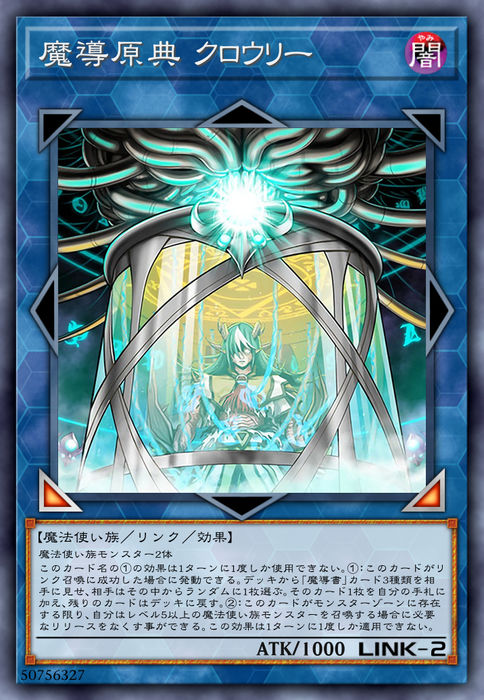 魔導原典 クロウリー
やみ
闇
【魔法使い族／リンク／効果】
魔法使い族モンスター2体
このカード名の①の効果は1ターンに1度しか使用できない。①：このカードがリ
ンク召喚に成功した場合に発動できる。デッキから「魔導書」カード3種類を相
手に見せ、相手はその中からランダムに1枚選ぶ。そのカード1枚を自分の手札に
加え、残りのカードはデッキに戻す。②：このカードがモンスターゾーンに存在
する限り、自分はレベル5以上の魔法使い族モンスターを召喚する場合に必要
なリリースをなくす事ができる。この効果は1ターンに1度しか適用できない。
ATK/1000 LINK-2
50756327